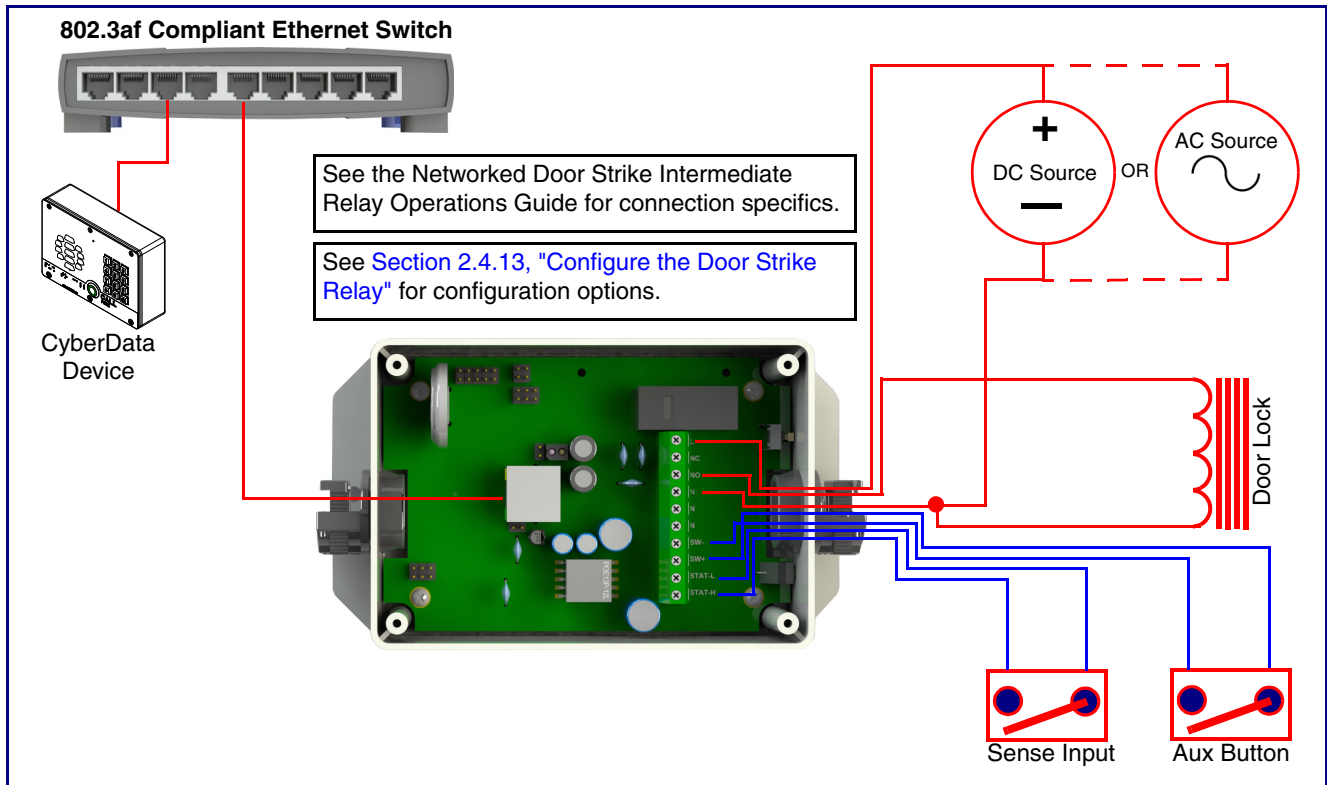 802.3af Compliant Ethernet Switch
See the Networked Door Strike Intermediate
Relay Operations Guide for connection specifics.
See Section 2.4.13, "Configure the Door Strike
Relay" for configuration options.
CyberData
Device
+
DC Source
—
OR
AC Source
Door Lock
L
NC
NO
N
N
N
SW-
SW+
STAT-L
STAT-H
Sense Input
Aux Button